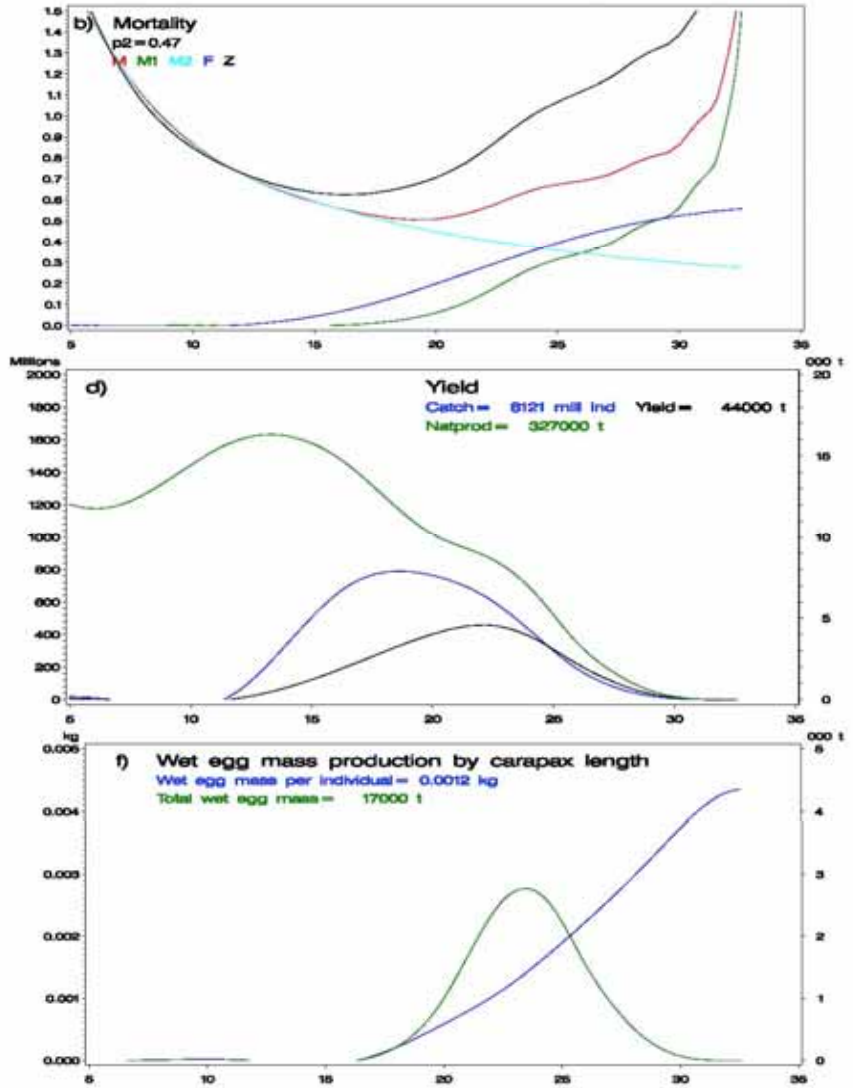 b) Mortality
p2=0.47
M M1 M2 F Z
1.5
1.4
1.3
1.2
1.1
1.0
0.9
0.8
0.7
0.6
0.5
0.4
0.3
0.2
0.1
0.0
5 10 15 20 25 30 35
Millions 000 t
d) Yield
Catch= 8121 mill ind Yield= 44000 t
Natprod= 327000 t
2000 20
1800
1600
1400 15
1200
1000 10
800
600
400 5
200
0 0
5 10 15 20 25 30 35
kg 000 t
f) Wet egg mass production by carapax length
Wet egg mass per individual= 0.0012 kg
Total wet egg mass= 17000 t
0.005 5
0.004 4
0.003 3
0.002 2
0.001 1
0.000 0
5 10 15 20 25 30 35